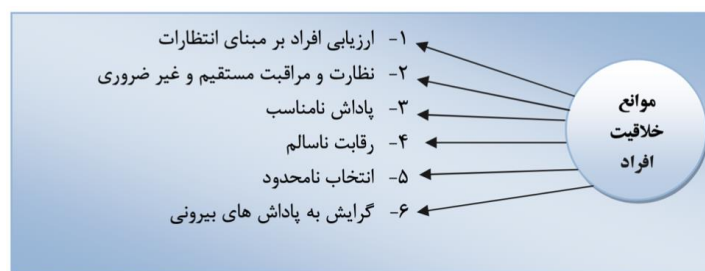 موانع
خلاقیت
افراد
۱- ارزیابی افراد بر مبنای انتظارات
۲- نظارت و مراقبت مستقیم و غیر ضروری
۳- پاداش نامناسب
۴- رقابت ناسالم
۵- انتخاب نامحدود
۶- گرایش به پاداش های بیرونی